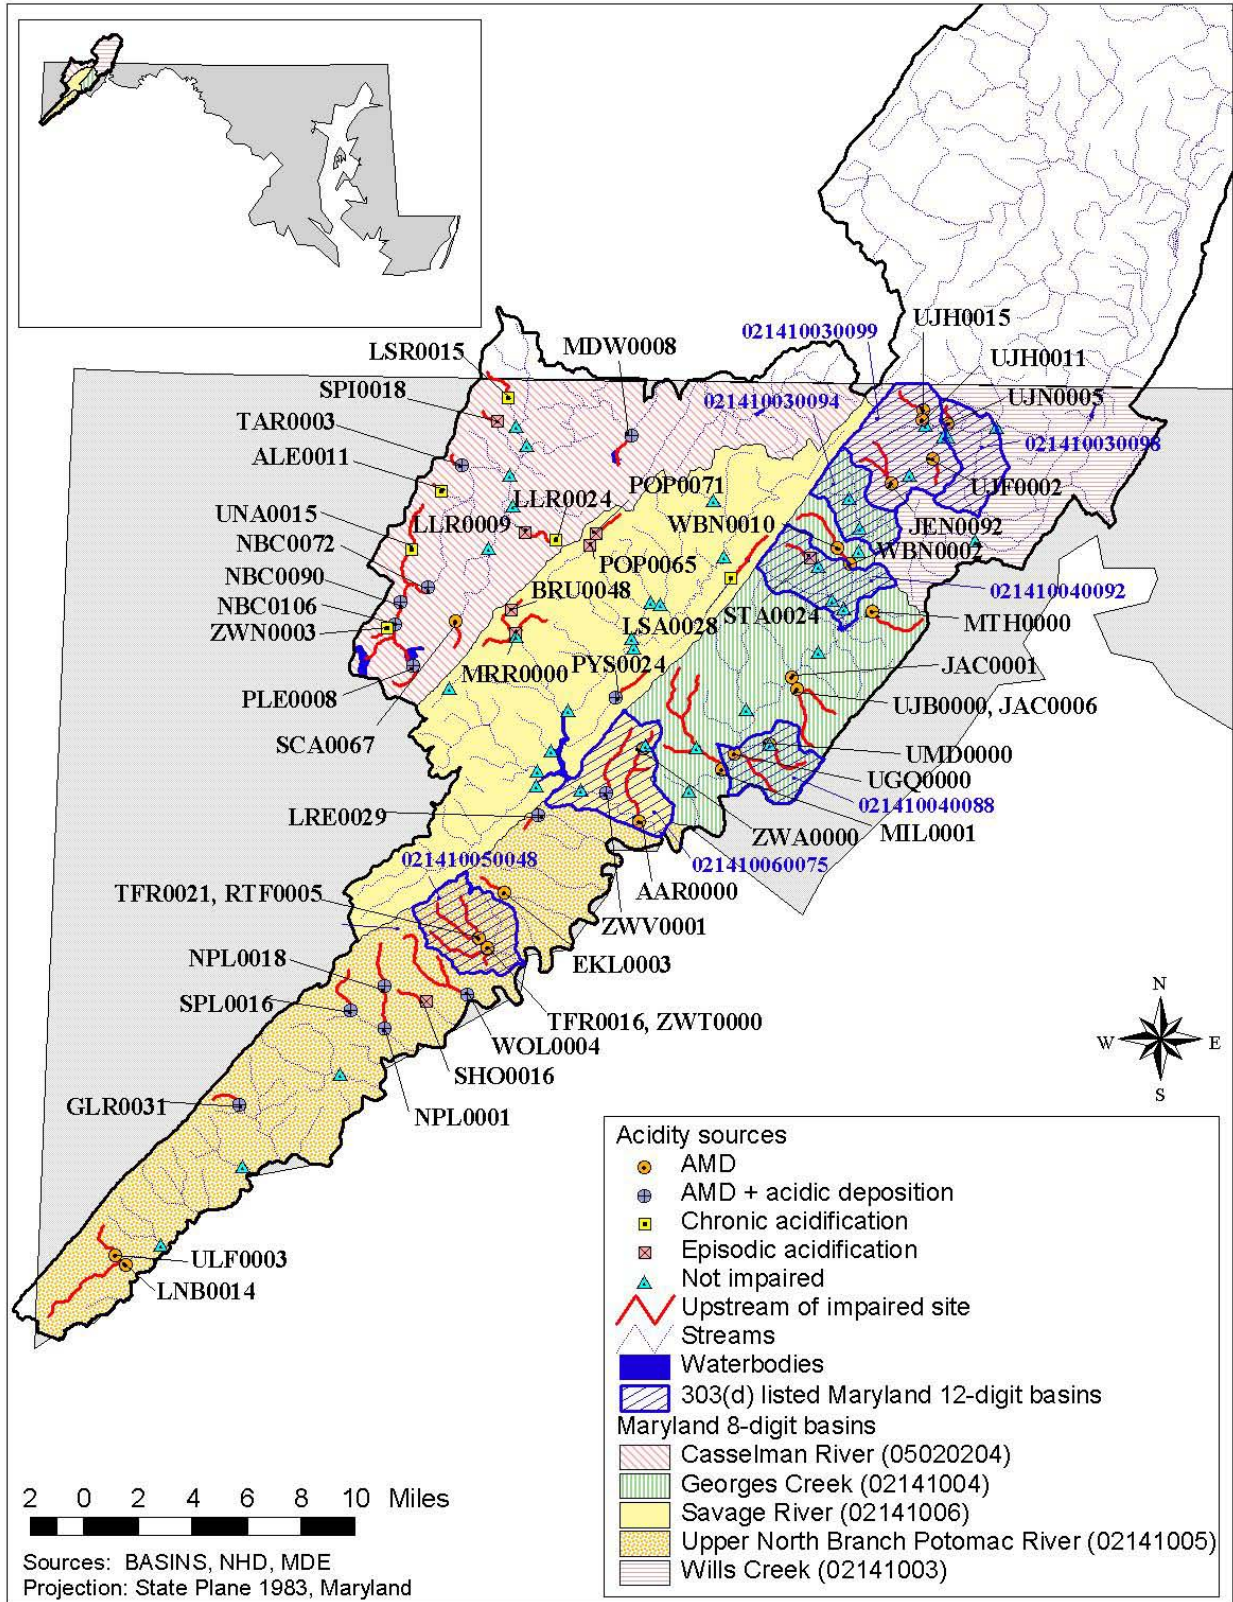 UJH0015
021410030099
UJH0011
LSR0015
MDW0008
UJN0005
SPI0018
021410030094
TAR0003
021410030098
ALE0011
POP0071
UJF0002
LLR0024
UNA0015
LLR0009
WBN0010
JEN0092
NBC0072
WBN0002
POP0065
NBC0090
BRU0048
021410040092
NBC0106
STA0024
MTH0000
ZWN0003
LSA0028
PYS0024
JAC0001
MRR0000
PLE0008
UJB0000, JAC0006
SCA0067
UMD0000
UGQ0000
021410040088
LRE0029
ZWA0000
MIL0001
021410050048
021410060075
TFR0021, RTF0005
AAR0000
ZWV0001
NPL0018
EKL0003
SPL0016
TFR0016, ZWT0000
WOL0004
SHO0016
GLR0031
NPL0001
ULF0003
LNB0014
N
W E
S
Acidity sources
AMD
AMD + acidic deposition
Chronic acidification
Episodic acidification
Not impaired
Upstream of impaired site
Streams
Waterbodies
303(d) listed Maryland 12-digit basins
Maryland 8-digit basins
Casselman River (05020204)
Georges Creek (02141004)
Savage River (02141006)
Upper North Branch Potomac River (02141005)
Wills Creek (02141003)
2 0 2 4 6 8 10 Miles
Sources: BASINS, NHD, MDE
Projection: State Plane 1983, Maryland